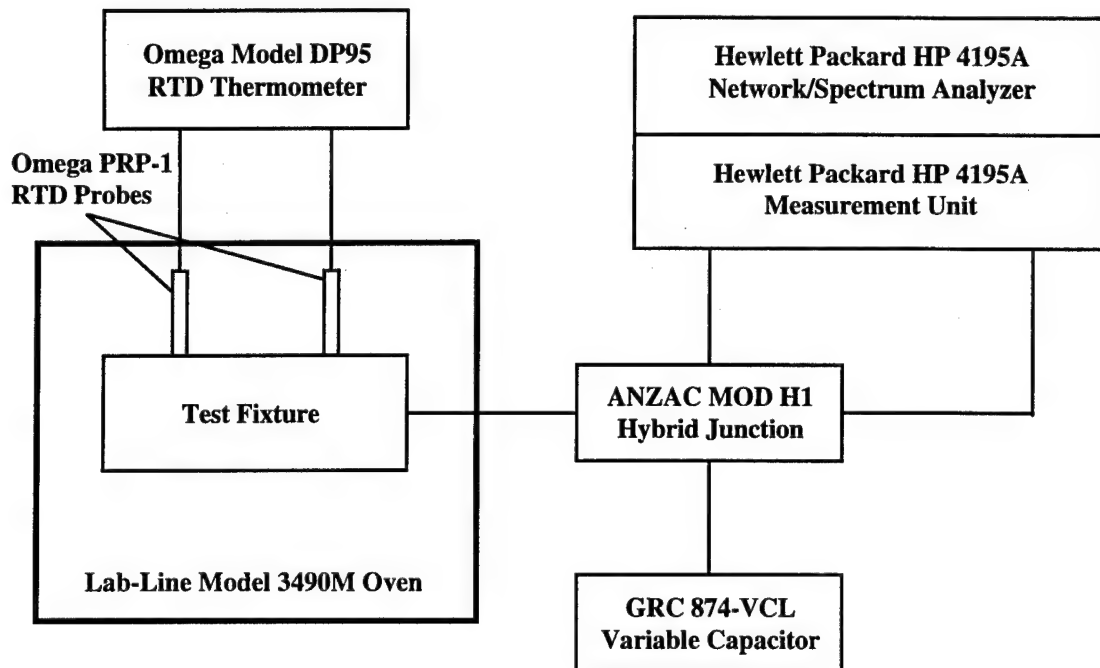 Omega Model DP95
RTD Thermometer
Hewlett Packard HP 4195A
Network/Spectrum Analyzer
Omega PRP-1
RTD Probes
Hewlett Packard HP 4195A
Measurement Unit
Test Fixture
ANZAC MOD H1
Hybrid Junction
Lab-Line Model 3490M Oven
GRC 874-VCL
Variable Capacitor